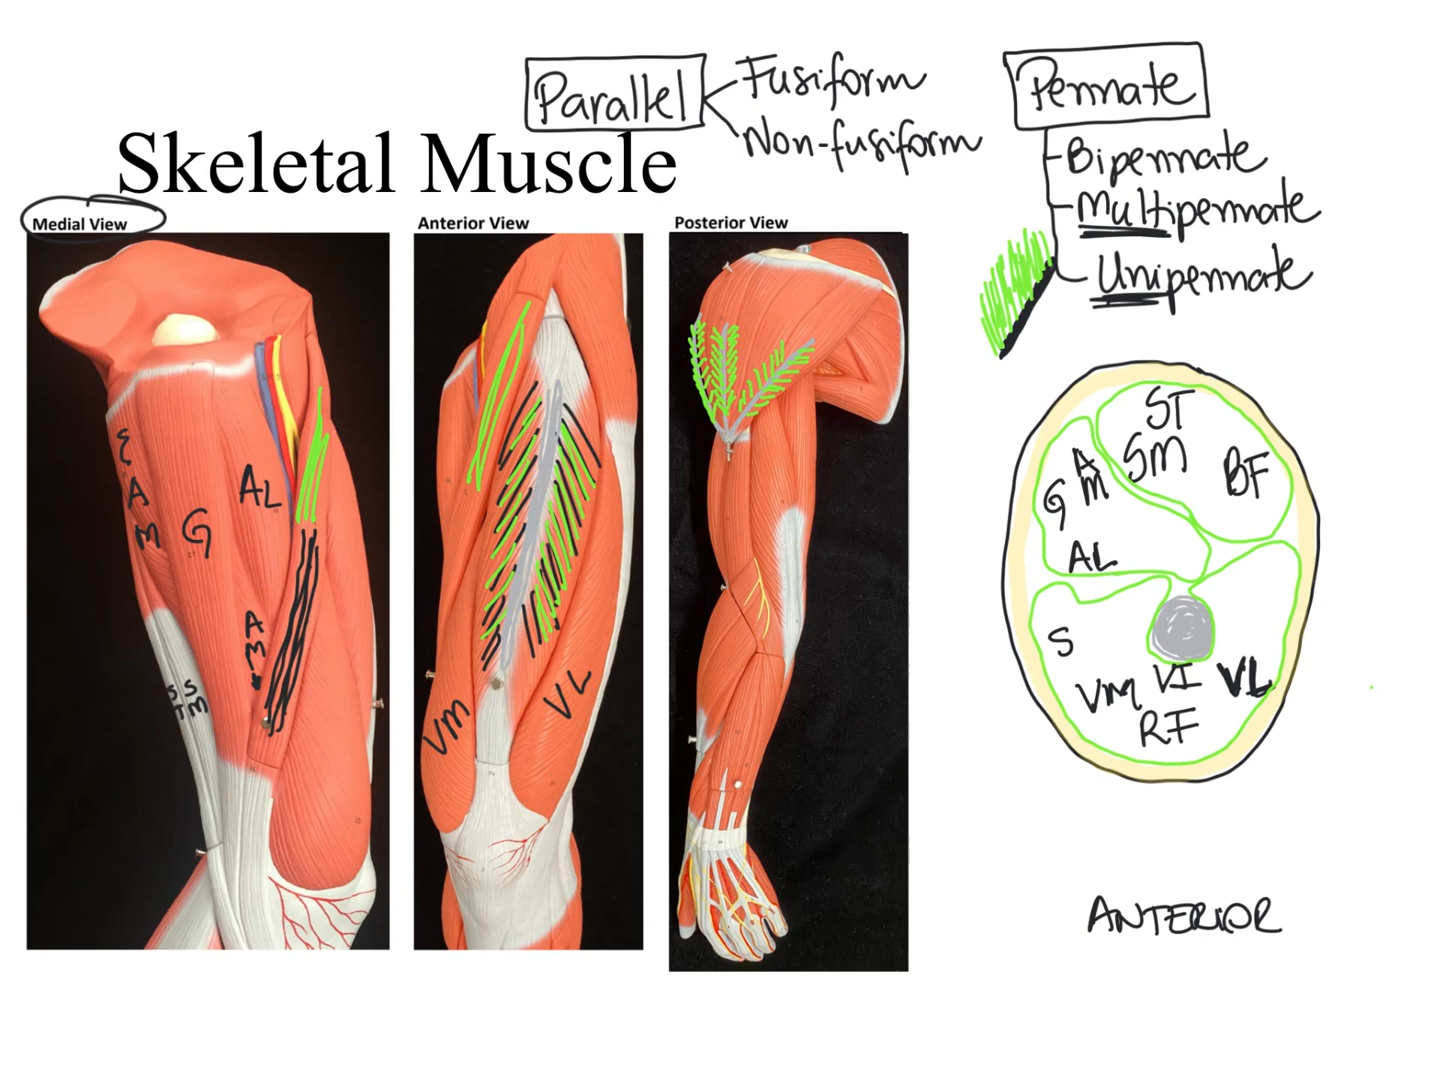 Parallel
Fusiform
Non-fusiform
Pennate
Bipennate
Multipennate
Unipennate
Skeletal Muscle
Medial View
Anterior View
Posterior View
A
M
G
AL
A
M
S S
T M
VM
VL
ST
SM
BF
A
M
G
AL
S
VM
VI
VL
RF
ANTERIOR